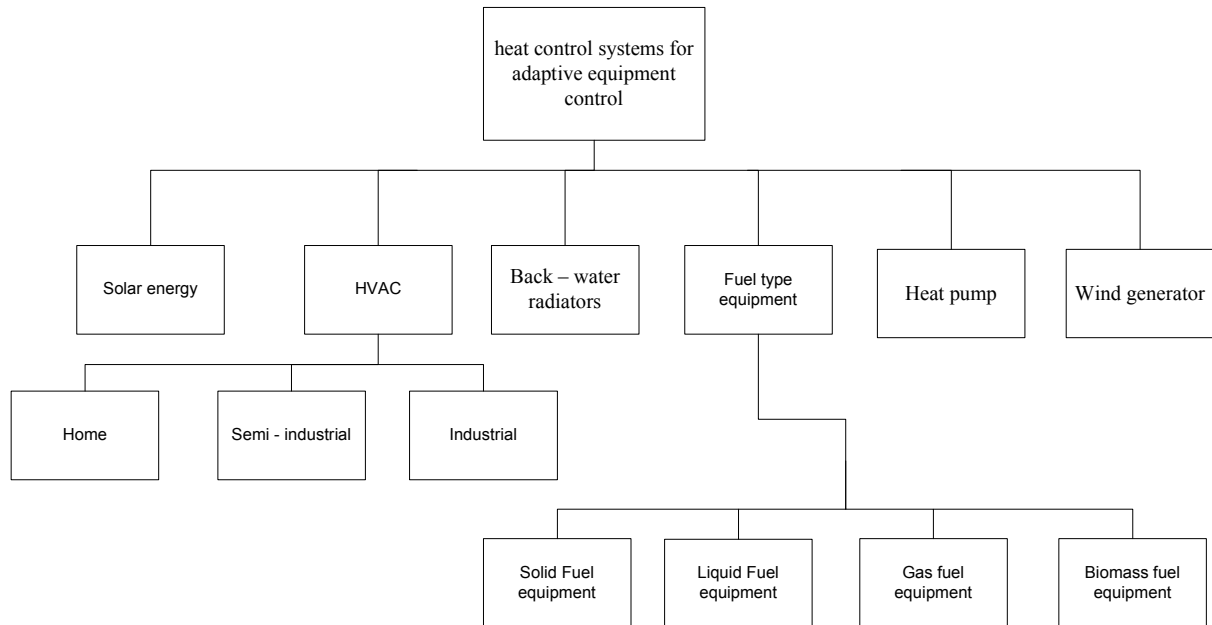 heat control systems for
adaptive equipment
control
Solar energy
HVAC
Back – water
radiators
Fuel type
equipment
Heat pump
Wind generator
Home
Semi - industrial
Industrial
Solid Fuel
equipment
Liquid Fuel
equipment
Gas fuel
equipment
Biomass fuel
equipment